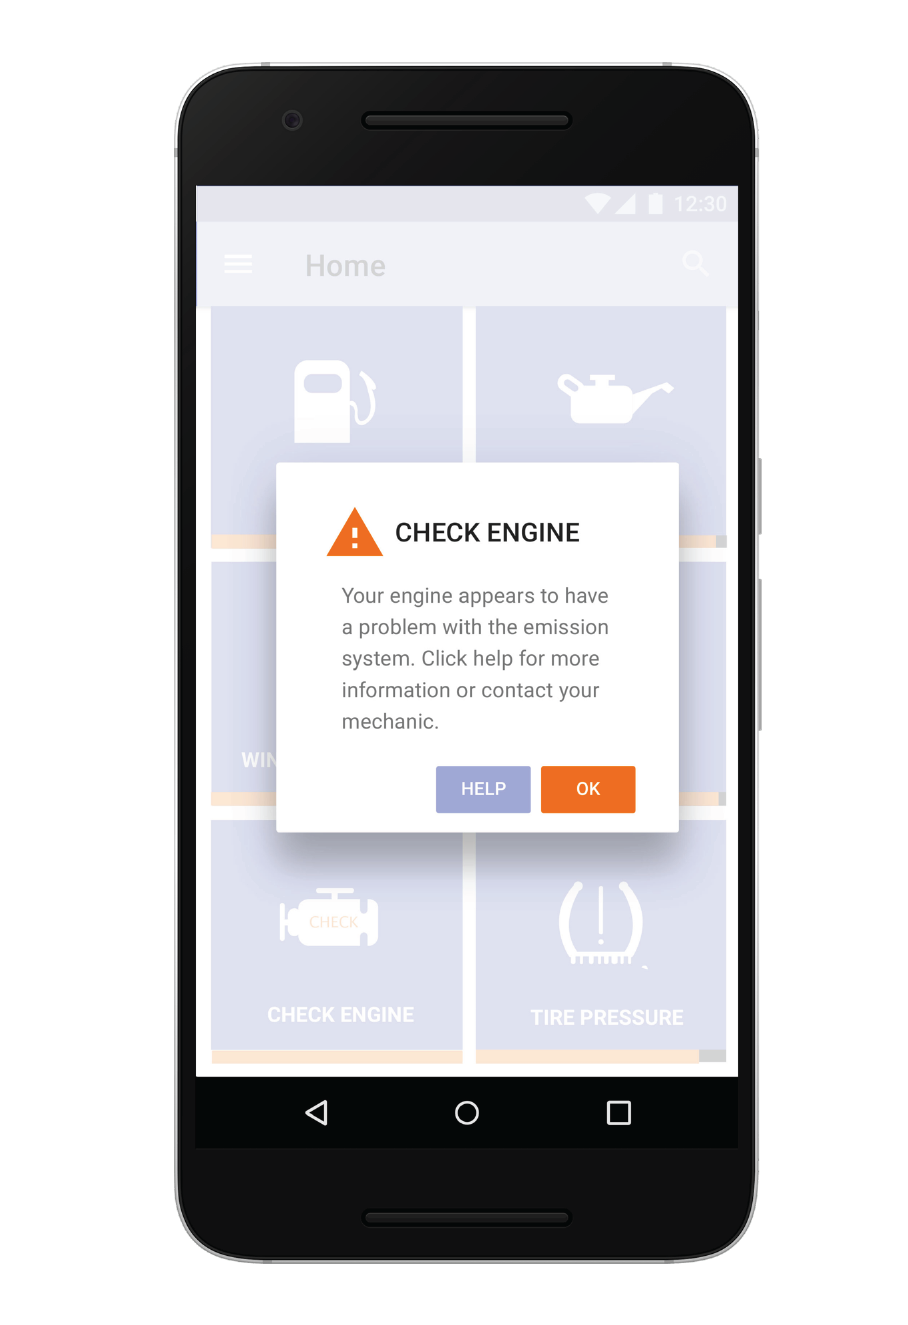 12:30
Home
CHECK ENGINE
Your engine appears to have
a problem with the emission
system. Click help for more
information or contact your
mechanic.
HELP OK
CHECK
CHECK ENGINE
TIRE PRESSURE